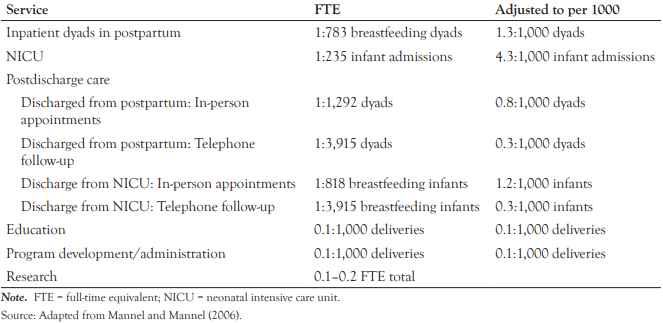 Service FTE Adjusted to per 1000
Inpatient dyads in postpartum 1:783 breastfeeding dyads 1.3:1,000 dyads
NICU 1:235 infant admissions 4.3:1,000 infant admissions
Postdischarge care
Discharged from postpartum: In-person 1:1,292 dyads 0.8:1,000 dyads
appointments
Discharged from postpartum: Telephone 1:3,915 dyads 0.3:1,000 dyads
follow-up
Discharge from NICU: In-person appointments 1:818 breastfeeding infants 1.2:1,000 infants
Discharge from NICU: Telephone follow-up 1:3,915 breastfeeding infants 0.3:1,000 infants
Education 0.1:1,000 deliveries 0.1:1,000 deliveries
Program development/administration 0.1:1,000 deliveries 0.1:1,000 deliveries
Research 0.1–0.2 FTE total
Note. FTE = full-time equivalent; NICU = neonatal intensive care unit.
Source: Adapted from Mannel and Mannel (2006).